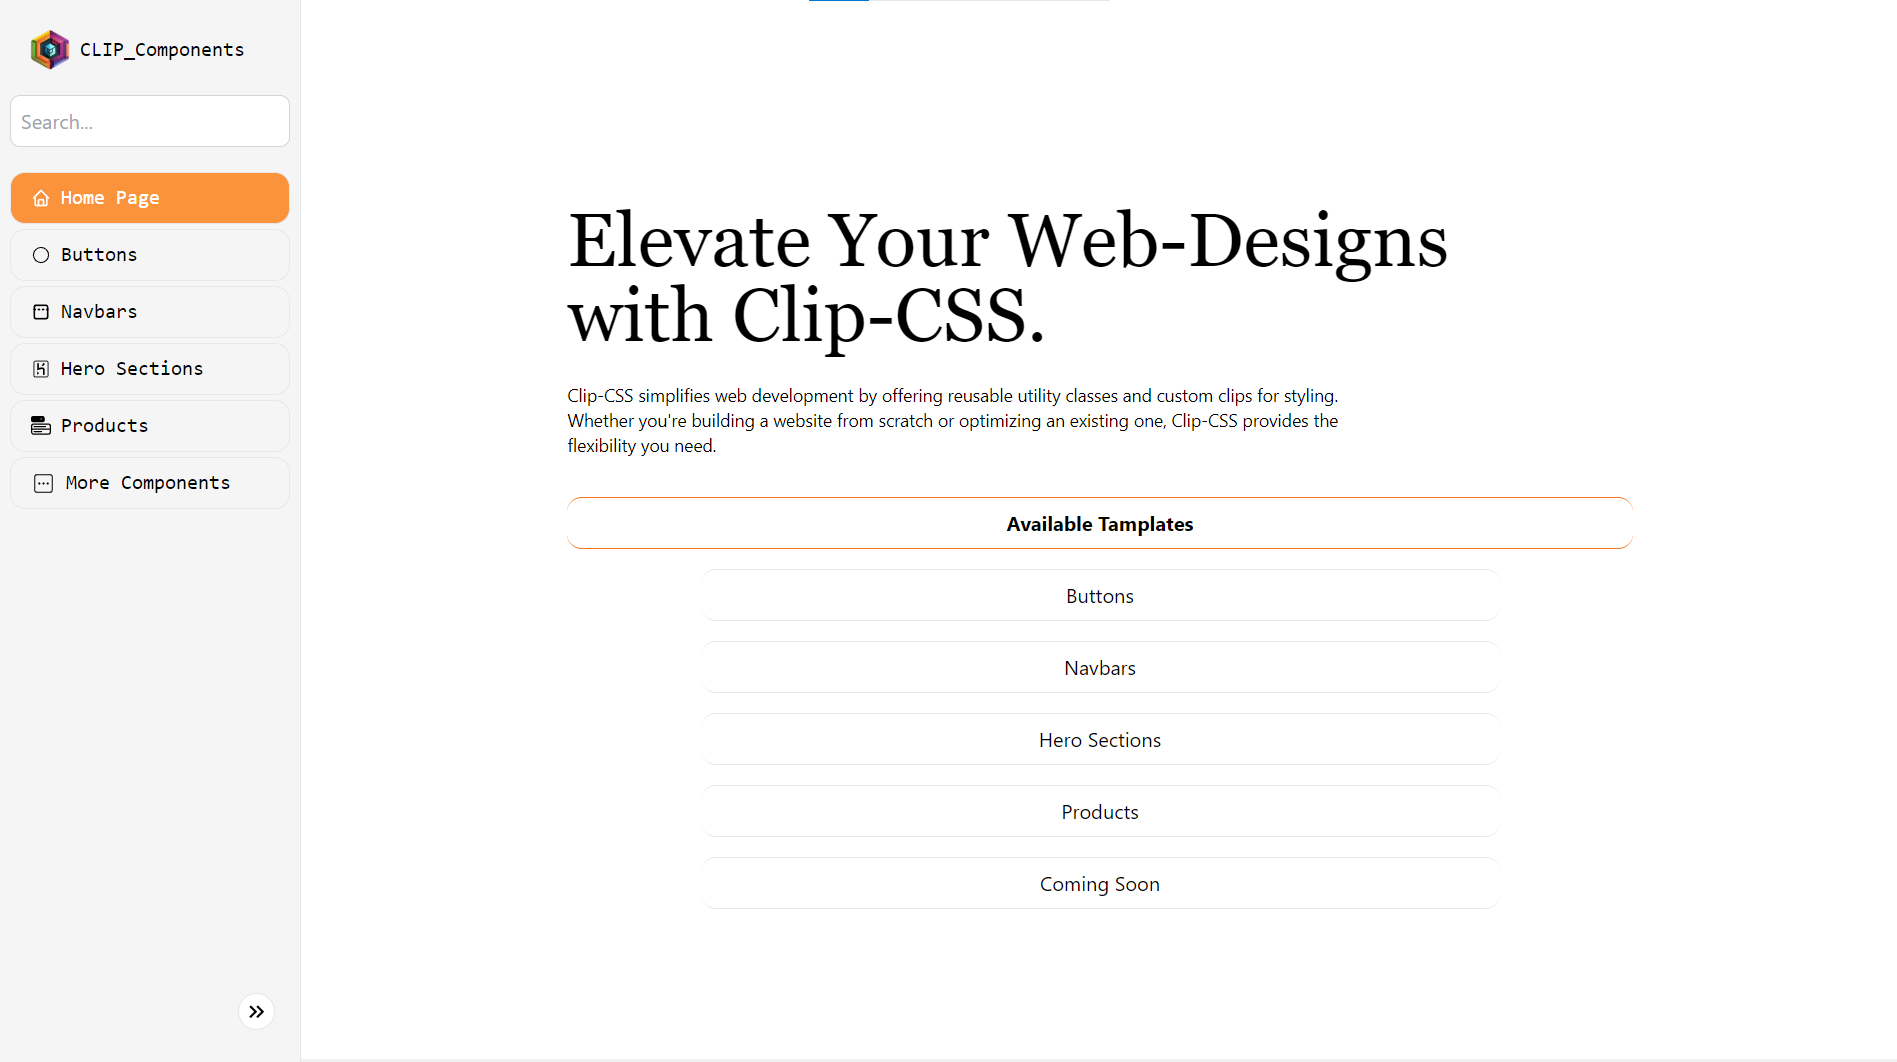 CLIP_Components
Search...
Home Page
Buttons
Navbars
Hero Sections
Products
More Components
Elevate Your Web-Designs
with Clip-CSS.
Clip-CSS simplifies web development by offering reusable utility classes and custom clips for styling.
Whether you're building a website from scratch or optimizing an existing one, Clip-CSS provides the
flexibility you need.
Available Tamplates
Buttons
Navbars
Hero Sections
Products
Coming Soon